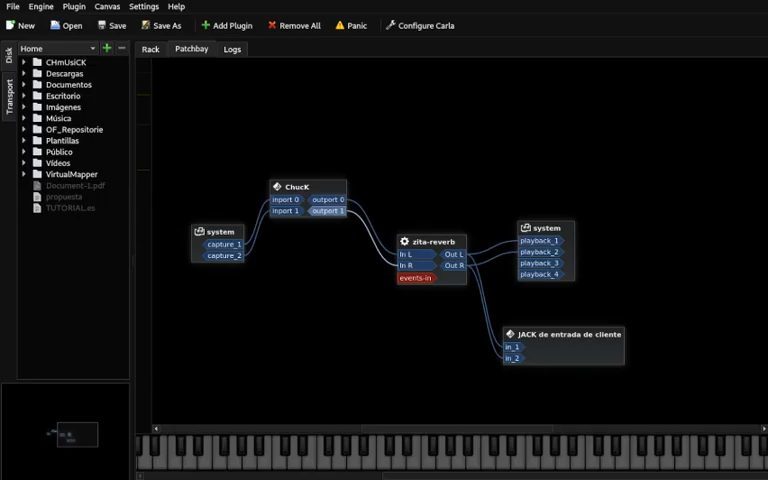 File Engine Plugin Canvas Settings Help
New Open Save Save As Add Plugin Remove All Panic Configure Carla
Disk
Transport
Home
CHmUsiCK
Descargas
Documentos
Escritorio
Imágenes
Música
OF_Repositorie
Plantillas
Público
Vídeos
VirtualMapper
Document-1.pdf
propuesta
TUTORIAL.es
Rack Patchbay Logs
ChucK
inport 0 outport 0
inport 1 outport 1
system
capture_1
capture_2
zita-reverb
In L Out L
In R Out R
events-in
system
playback_1
playback_2
playback_3
playback_4
JACK de entrada de cliente
in_1
in_2